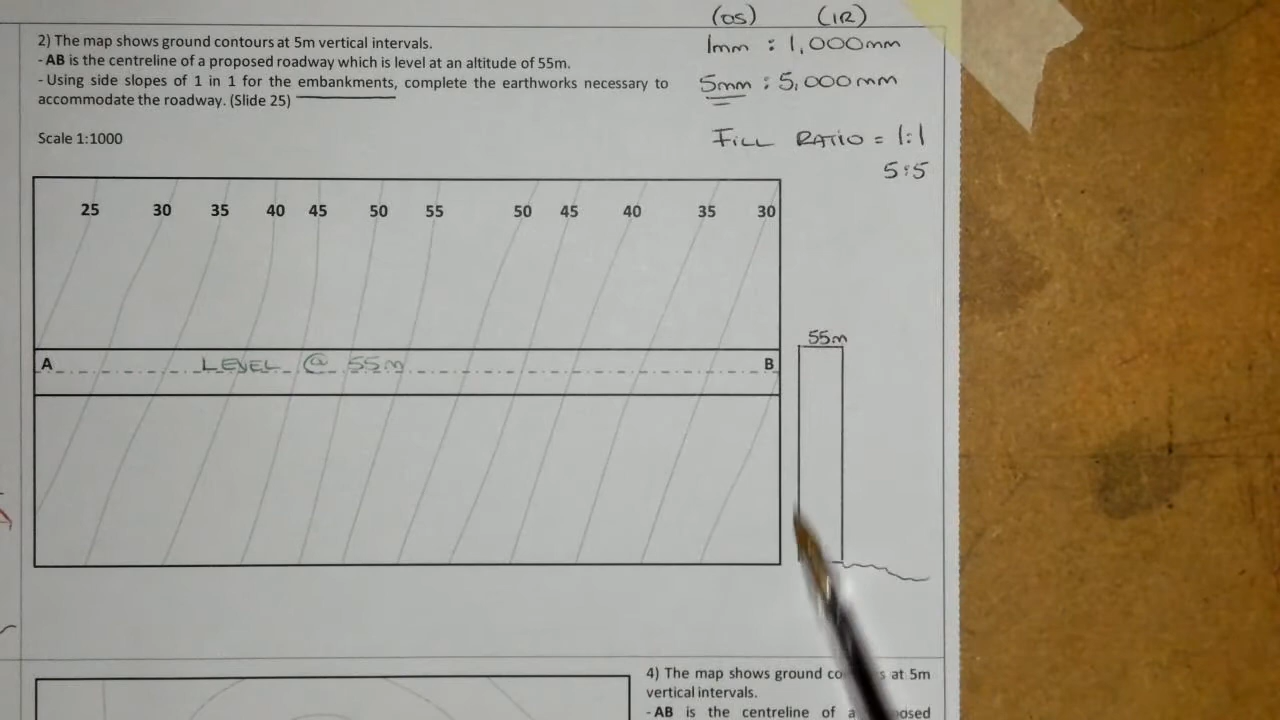 (OS) (IR)
2) The map shows ground contours at 5m vertical intervals.
1mm : 1,000mm
- AB is the centreline of a proposed roadway which is level at an altitude of 55m.
- Using side slopes of 1 in 1 for the embankments, complete the earthworks necessary to
5mm : 5,000mm
accommodate the roadway. (Slide 25)
Scale 1:1000
FILL RATIO = 1:1
5:5
25 30 35 40 45 50 55 50 45 40 35 30
55m
A LEVEL @ 55m B
4) The map shows ground at 5m
vertical intervals.
- AB is the centreline of a